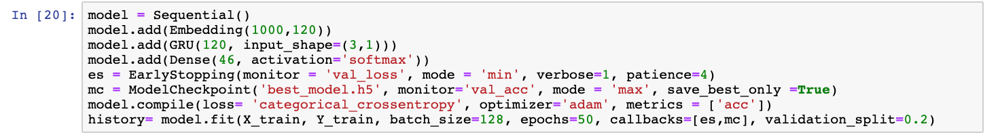 In [20]: model = Sequential()
model.add(Embedding(1000,120))
model.add(GRU(120, input_shape=(3,1)))
model.add(Dense(46, activation='softmax'))
es = EarlyStopping(monitor = 'val_loss', mode = 'min', verbose=1, patience=4)
mc = ModelCheckpoint('best_model.h5', monitor='val_acc', mode = 'max', save_best_only =True)
model.compile(loss= 'categorical_crossentropy', optimizer='adam', metrics = ['acc'])
history= model.fit(X_train, Y_train, batch_size=128, epochs=50, callbacks=[es,mc], validation_split=0.2)